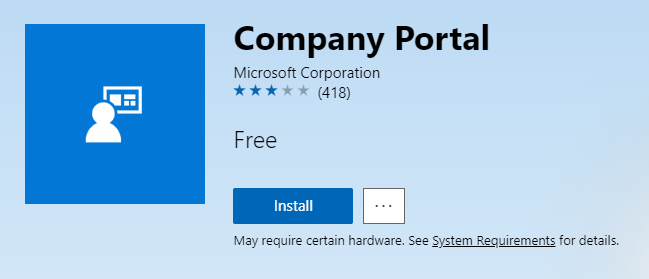 Company Portal
Microsoft Corporation
(418)
Free
Install
...
May require certain hardware. See System Requirements for details.